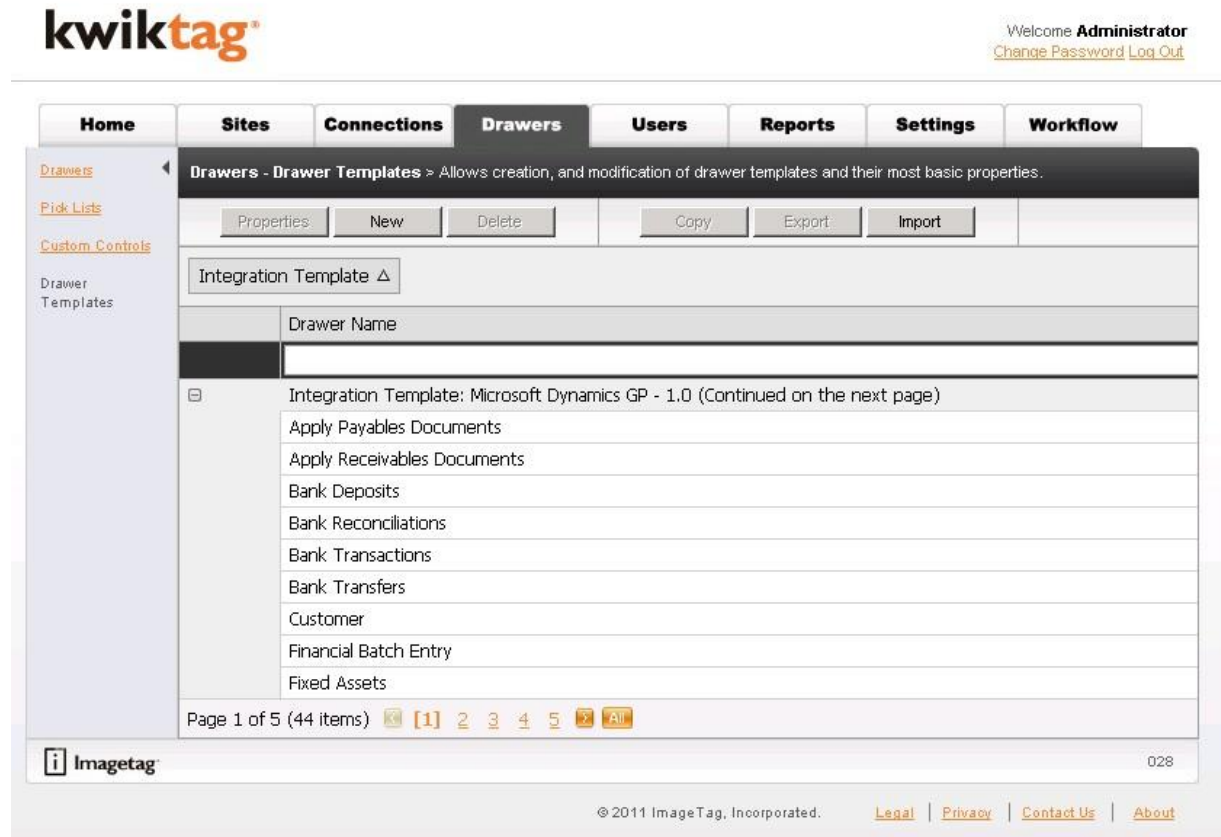 kwiktag®
Welcome Administrator
Change Password Log Out
Home Sites Connections Drawers Users Reports Settings Workflow
Drawers
Pick Lists
Custom Controls
Drawer
Templates
Drawers - Drawer Templates > Allows creation, and modification of drawer templates and their most basic properties.
Properties New Delete Copy Export Import
Integration Template
Drawer Name
Integration Template: Microsoft Dynamics GP - 1.0 (Continued on the next page)
Apply Payables Documents
Apply Receivables Documents
Bank Deposits
Bank Reconciliations
Bank Transactions
Bank Transfers
Customer
Financial Batch Entry
Fixed Assets
Page 1 of 5 (44 items) [1] 2 3 4 5 All
i Imagetag
028
© 2011 ImageTag, Incorporated. Legal | Privacy | Contact Us | About